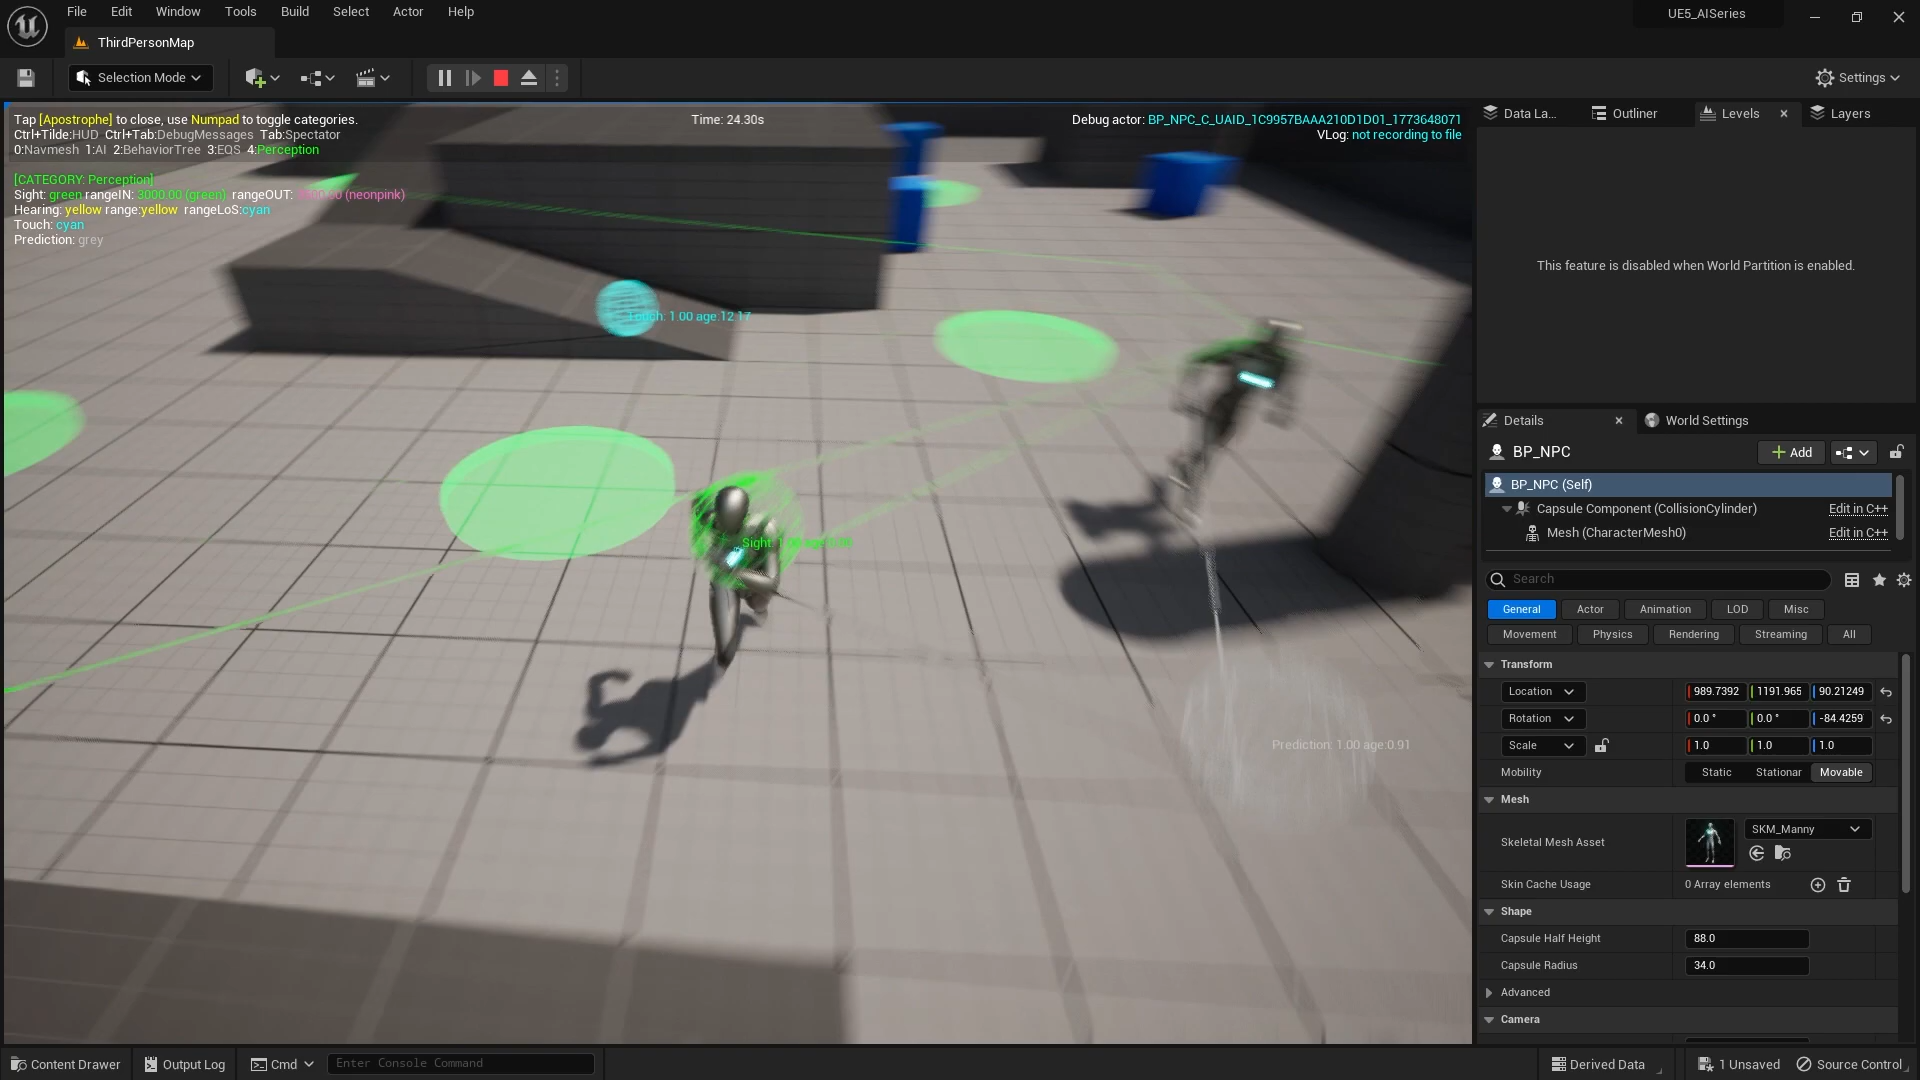 File Edit Window Tools Build Select Actor Help
UE5_AISeries
ThirdPersonMap
Selection Mode
Settings
Tap [Apostrophe] to close, use Numpad to toggle categories.
Ctrl+Tilde:HUD Ctrl+Tab:DebugMessages Tab:Spectator
0:Navmesh 1:AI 2:BehaviorTree 3:EQS 4:Perception
Time: 24.30s
Debug actor: BP_NPC_C_UAID_1C9957BAAA210D1D01_1773648071
VLog: not recording to file
[CATEGORY: Perception]
Sight: green rangeIN: 3000.00 (green) rangeOUT: (neonpink)
Hearing: yellow range:yellow rangeLoS:cyan
Touch: cyan
Prediction: grey
Touch: 1.00 age:12.17
Sight: 1.00
Prediction: 1.00 age:0.91
Data La... Outliner Levels Layers
This feature is disabled when World Partition is enabled.
Details World Settings
BP_NPC
Add
BP_NPC (Self)
Capsule Component (CollisionCylinder) Edit in C++
Mesh (CharacterMesh0) Edit in C++
Search
General Actor Animation LOD Misc
Movement Physics Rendering Streaming All
Transform
Location 989.7392 1191.965 90.21249
Rotation 0.0 ° 0.0 ° -84.4259
Scale 1.0 1.0 1.0
Mobility Static Stationar Movable
Mesh
Skeletal Mesh Asset SKM_Manny
Skin Cache Usage 0 Array elements
Shape
Capsule Half Height 88.0
Capsule Radius 34.0
Advanced
Camera
Content Drawer Output Log Cmd Enter Console Command
Derived Data 1 Unsaved Source Control